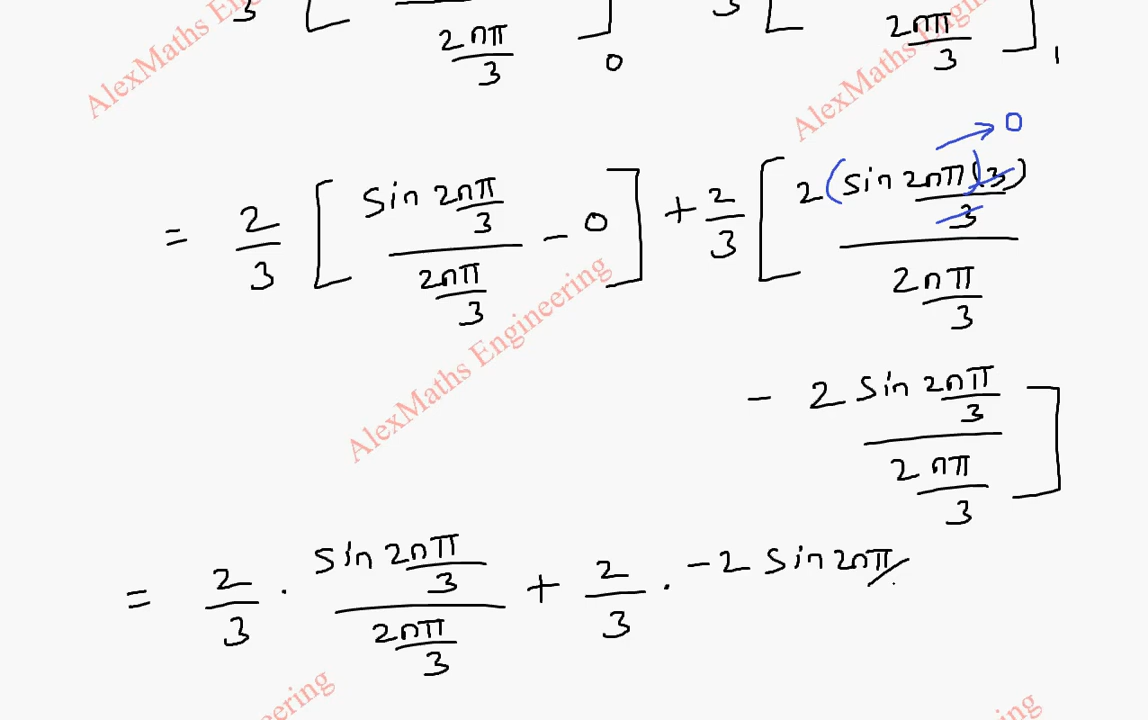 3 [ 2nπ/3 ]0 3 [ 2nπ/3 ]1
AlexMaths Engineering
AlexMaths Engineering
→ 0
= 2/3 [ (sin 2nπ/3)/(2nπ/3) - 0 ] + 2/3 [ 2(sin 2nπ(3)/3)/(2nπ/3)
AlexMaths Engineering
- (2 sin 2nπ/3)/(2nπ/3) ]
= 2/3 · (sin 2nπ/3)/(2nπ/3) + 2/3 · -2 sin 2nπ/